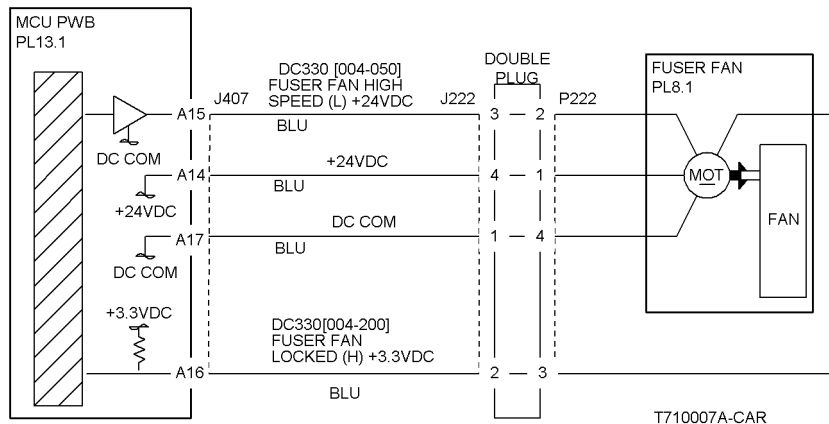 MCU PWB
PL13.1
DC330 [004-050]
FUSER FAN HIGH
SPEED (L) +24VDC
DOUBLE
PLUG
FUSER FAN
PL8.1
A15
J407
J222
3
2
P222
BLU
DC COM
A14
+24VDC
4
1
BLU
+24VDC
MOT
FAN
A17
DC COM
1
4
BLU
DC COM
+3.3VDC
DC330[004-200]
FUSER FAN
LOCKED (H) +3.3VDC
A16
2
3
BLU
T710007A-CAR